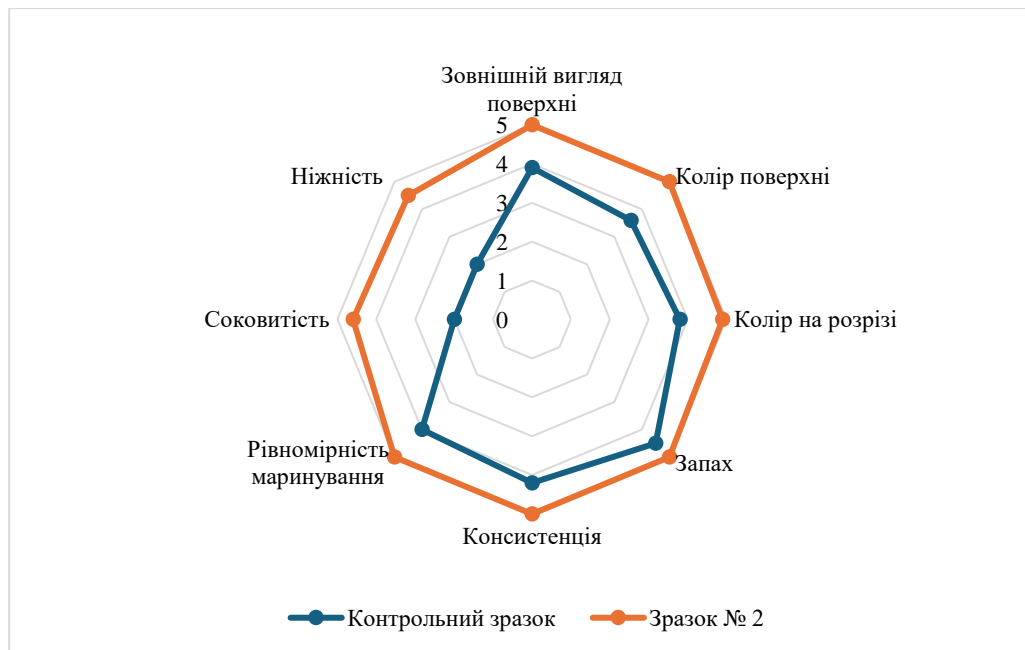 Зовнішній вигляд
поверхні
5
4
3
2
1
0
Колір поверхні
Колір на розрізі
Запах
Консистенція
Рівномірність
маринування
Соковитість
Ніжність
Контрольний зразок
Зразок № 2